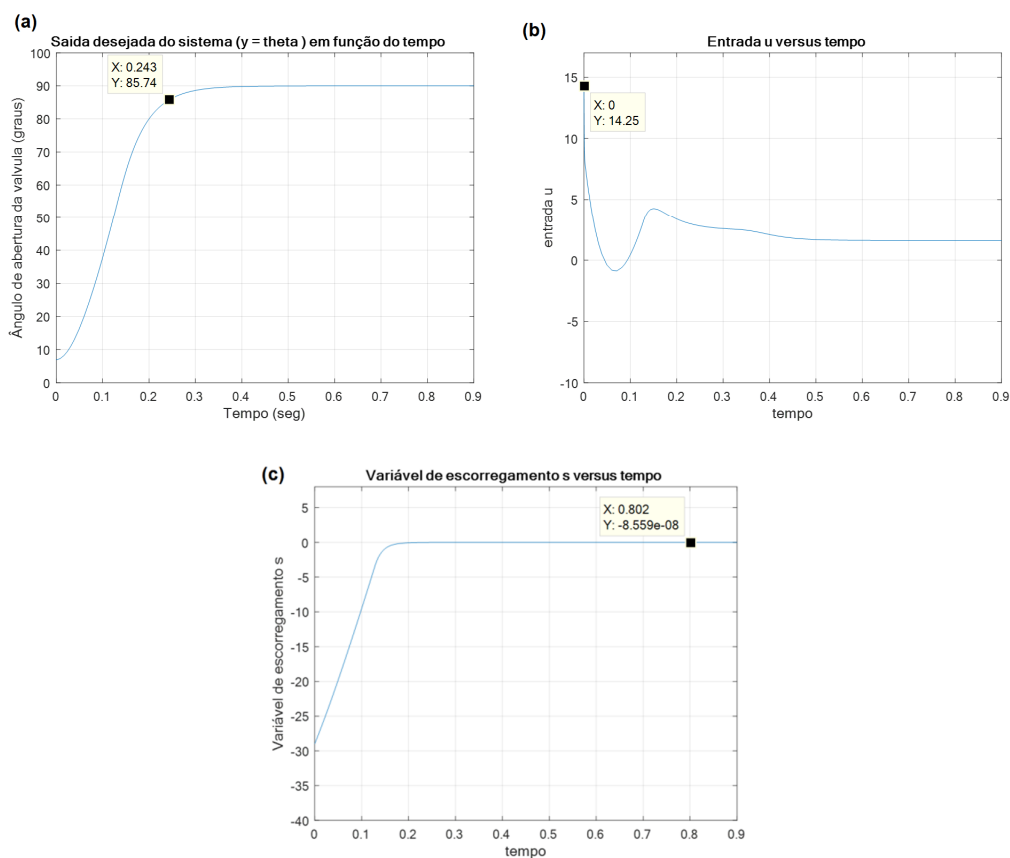 (a)
Saida desejada do sistema (y = theta ) em função do tempo
X: 0.243
Y: 85.74
100
90
80
70
60
50
40
30
20
10
0
Ângulo de abertura da valvula (graus)
0 0.1 0.2 0.3 0.4 0.5 0.6 0.7 0.8 0.9
Tempo (seg)
(b)
Entrada u versus tempo
X: 0
Y: 14.25
15
10
5
0
-5
-10
entrada u
0 0.1 0.2 0.3 0.4 0.5 0.6 0.7 0.8 0.9
tempo
(c)
Variável de escorregamento s versus tempo
X: 0.802
Y: -8.559e-08
5
0
-5
-10
-15
-20
-25
-30
-35
-40
Variável de escorregamento s
0 0.1 0.2 0.3 0.4 0.5 0.6 0.7 0.8 0.9
tempo